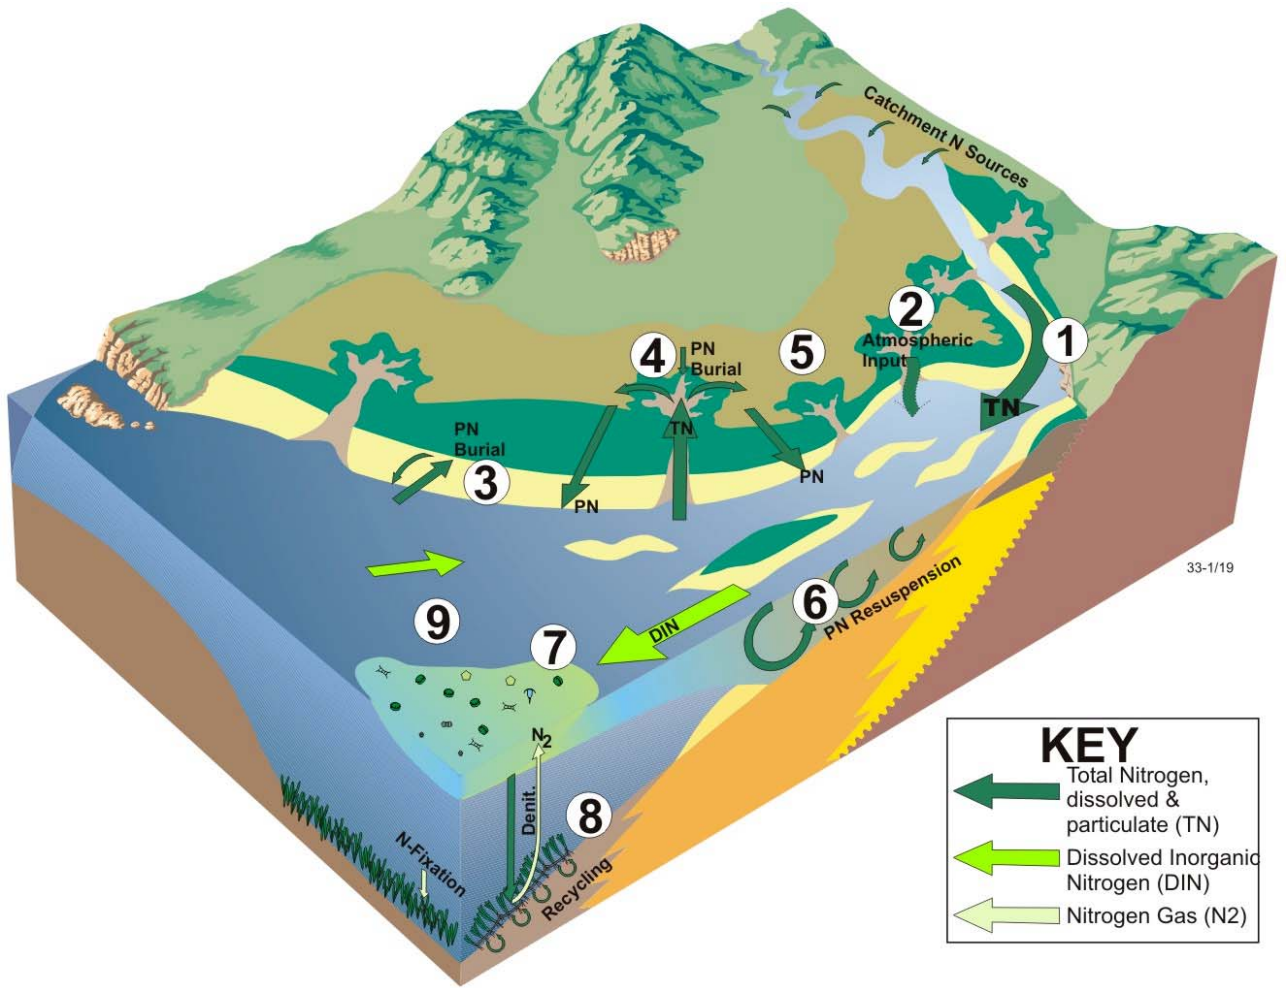 Catchment N Sources
2
Atmospheric
Input
1
TN
4
PN
Burial
5
TN
PN
Burial
3
PN
PN
33-1/19
6
PN Resuspension
DIN
9
7
N2
Denit.
8
N-Fixation
Recycling
KEY
Total Nitrogen,
dissolved &
particulate (TN)
Dissolved Inorganic
Nitrogen (DIN)
Nitrogen Gas (N2)